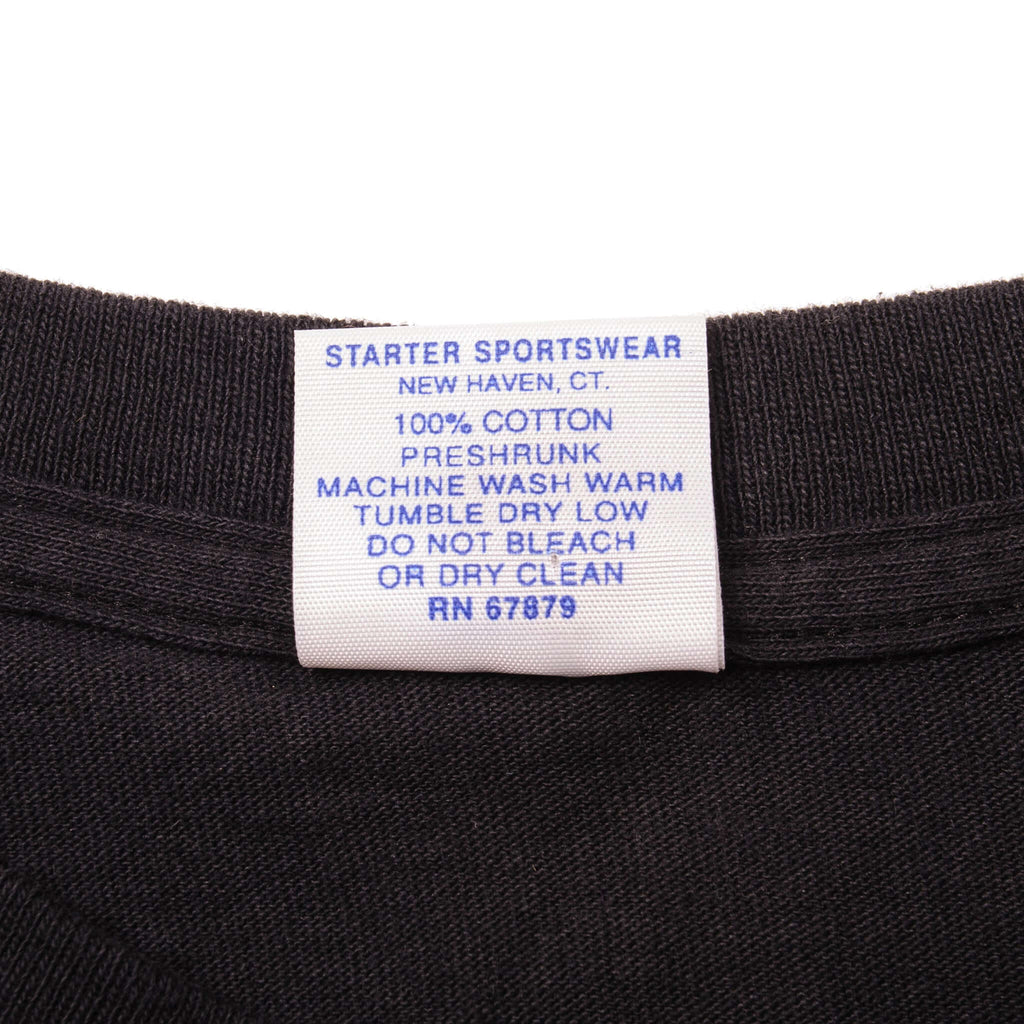 STARTER SPORTSWEAR
NEW HAVEN, CT.
100% COTTON
PRESHRUNK
MACHINE WASH WARM
TUMBLE DRY LOW
DO NOT BLEACH
OR DRY CLEAN
RN 67879